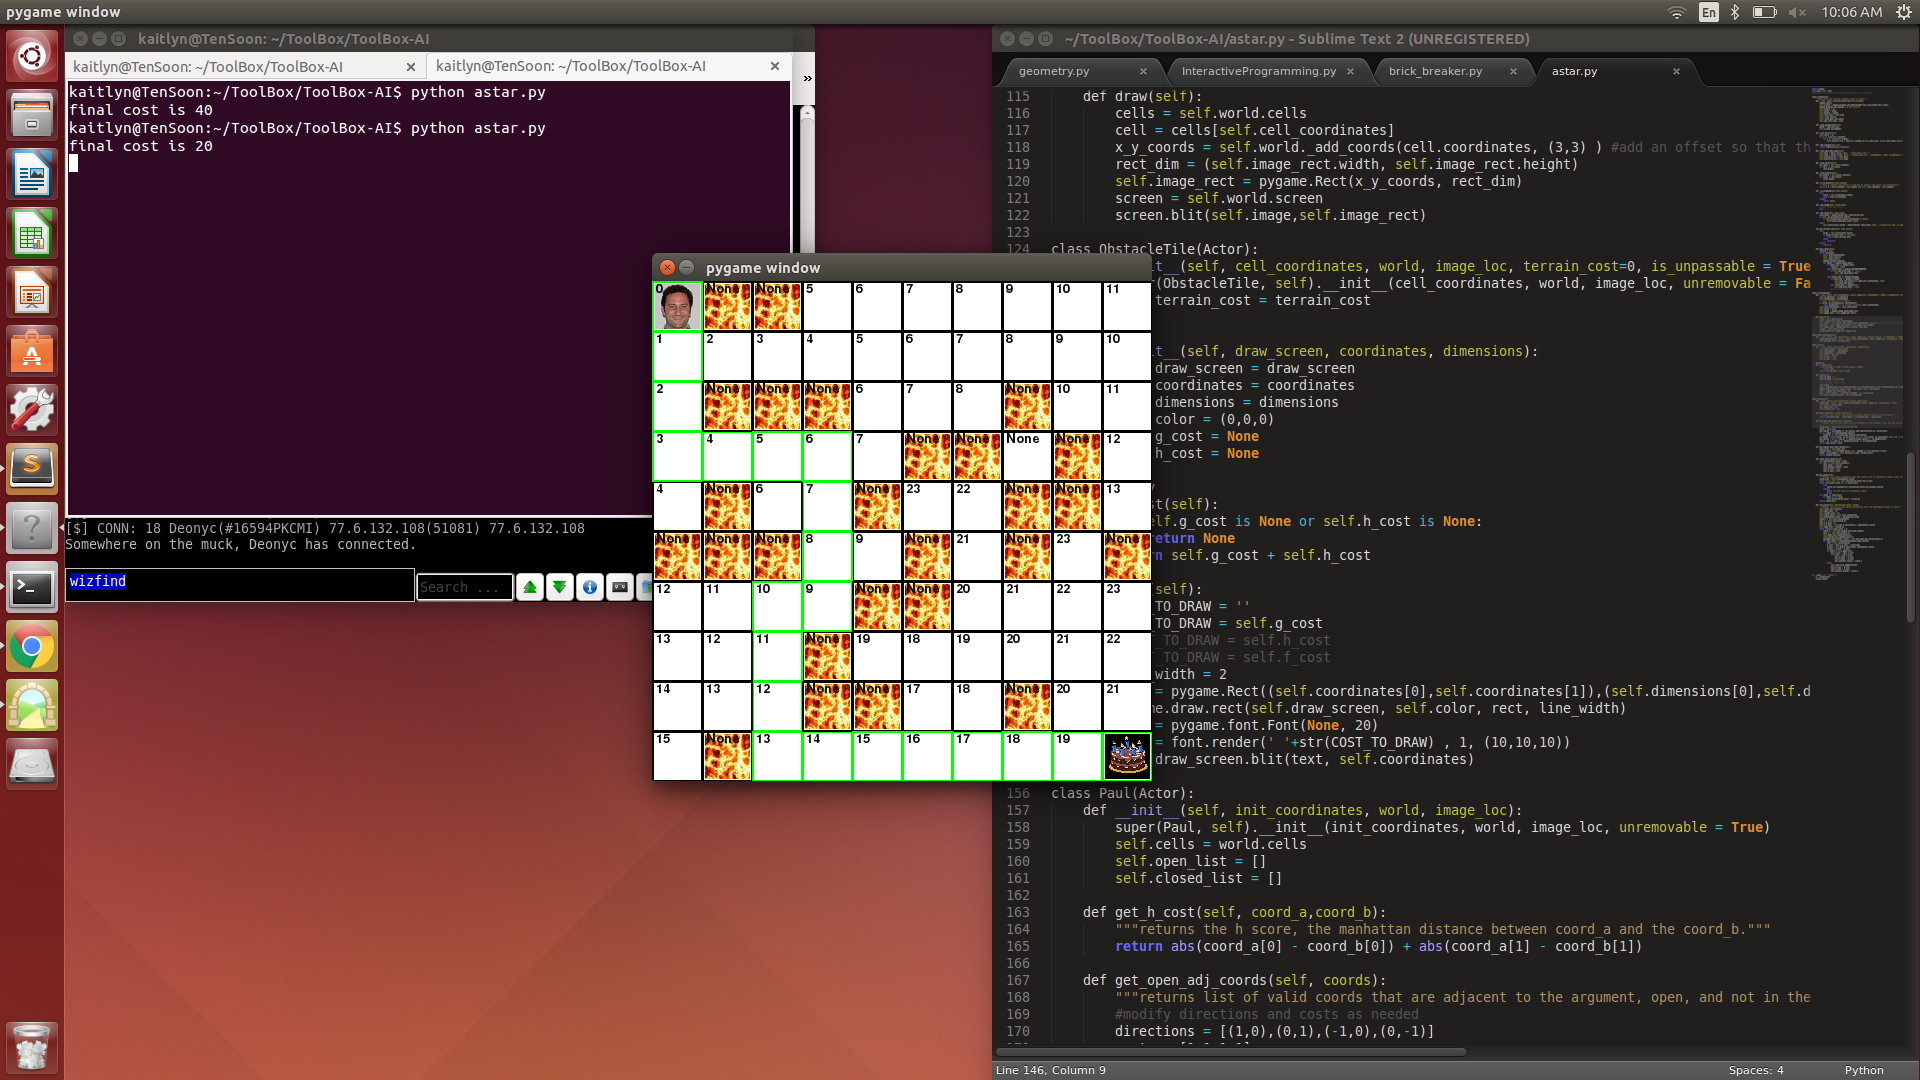 pygame window
En
10:06 AM
kaitlyn@TenSoon: ~/ToolBox/ToolBox-AI
kaitlyn@TenSoon: ~/ToolBox/ToolBox-AI
kaitlyn@TenSoon: ~/ToolBox/ToolBox-AI
kaitlyn@TenSoon:~/ToolBox/ToolBox-AI$ python astar.py
final cost is 40
kaitlyn@TenSoon:~/ToolBox/ToolBox-AI$ python astar.py
final cost is 20
[$] CONN: 18 Deonyc(#16594PKCMI) 77.6.132.108(51081) 77.6.132.108
Somewhere on the muck, Deonyc has connected.
wizfind
Search ...
pygame window
0 None None 5 6 7 8 9 10 11
1 2 3 4 5 6 7 8 9 10
2 None None None 6 7 8 None 10 11
3 4 5 6 7 None None None None 12
4 None 6 7 None 23 22 None None 13
None None None 8 9 None 21 None 23 None
12 11 10 9 None None 20 21 22 23
13 12 11 None 19 18 19 20 21 22
14 13 12 None None 17 18 None 20 21
15 None 13 14 15 16 17 18 19
~/ToolBox/ToolBox-AI/astar.py - Sublime Text 2 (UNREGISTERED)
geometry.py
InteractiveProgramming.py
brick_breaker.py
astar.py
115 def draw(self):
116 cells = self.world.cells
117 cell = cells[self.cell_coordinates]
118 x_y_coords = self.world._add_coords(cell.coordinates, (3,3) ) #add an offset so that th
119 rect_dim = (self.image_rect.width, self.image_rect.height)
120 self.image_rect = pygame.Rect(x_y_coords, rect_dim)
121 screen = self.world.screen
122 screen.blit(self.image,self.image_rect)
123
124 class ObstacleTile(Actor):
t__(self, cell_coordinates, world, image_loc, terrain_cost=0, is_unpassable = True
r(ObstacleTile, self).__init__(cell_coordinates, world, image_loc, unremovable = Fa
terrain_cost = terrain_cost
t__(self, draw_screen, coordinates, dimensions):
draw_screen = draw_screen
coordinates = coordinates
dimensions = dimensions
color = (0,0,0)
g_cost = None
h_cost = None
st(self):
lf.g_cost is None or self.h_cost is None:
return None
n self.g_cost + self.h_cost
self):
TO_DRAW = ''
TO_DRAW = self.g_cost
T_TO_DRAW = self.h_cost
T_TO_DRAW = self.f_cost
width = 2
= pygame.Rect((self.coordinates[0],self.coordinates[1]),(self.dimensions[0],self.d
e.draw.rect(self.draw_screen, self.color, rect, line_width)
= pygame.font.Font(None, 20)
= font.render(' '+str(COST_TO_DRAW) , 1, (10,10,10))
draw_screen.blit(text, self.coordinates)
156 class Paul(Actor):
157 def __init__(self, init_coordinates, world, image_loc):
158 super(Paul, self).__init__(init_coordinates, world, image_loc, unremovable = True)
159 self.cells = world.cells
160 self.open_list = []
161 self.closed_list = []
162
163 def get_h_cost(self, coord_a,coord_b):
164 """returns the h score, the manhattan distance between coord_a and the coord_b."""
165 return abs(coord_a[0] - coord_b[0]) + abs(coord_a[1] - coord_b[1])
166
167 def get_open_adj_coords(self, coords):
168 """returns list of valid coords that are adjacent to the argument, open, and not in the
169 #modify directions and costs as needed
170 directions = [(1,0),(0,1),(-1,0),(0,-1)]
Line 146, Column 9
Spaces: 4
Python